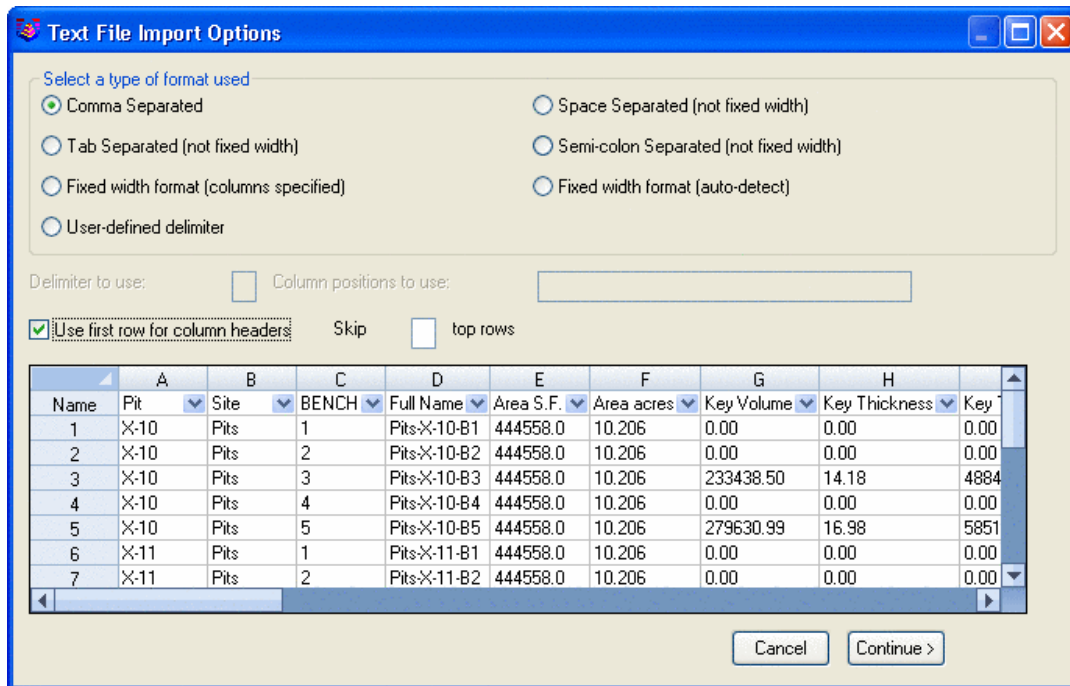 Text File Import Options
Select a type of format used
Comma Separated
Space Separated (not fixed width)
Tab Separated (not fixed width)
Semi-colon Separated (not fixed width)
Fixed width format (columns specified)
Fixed width format (auto-detect)
User-defined delimiter
Delimiter to use: Column positions to use:
Use first row for column headers Skip top rows
A B C D E F G H
Name Pit Site BENCH Full Name Area S.F. Area acres Key Volume Key Thickness Key
1 X-10 Pits 1 Pits-X-10-B1 444558.0 10.206 0.00 0.00 0.00
2 X-10 Pits 2 Pits-X-10-B2 444558.0 10.206 0.00 0.00 0.00
3 X-10 Pits 3 Pits-X-10-B3 444558.0 10.206 233438.50 14.18 4884
4 X-10 Pits 4 Pits-X-10-B4 444558.0 10.206 0.00 0.00 0.00
5 X-10 Pits 5 Pits-X-10-B5 444558.0 10.206 279630.99 16.98 5851
6 X-11 Pits 1 Pits-X-11-B1 444558.0 10.206 0.00 0.00 0.00
7 X-11 Pits 2 Pits-X-11-B2 444558.0 10.206 0.00 0.00 0.00
Cancel Continue >